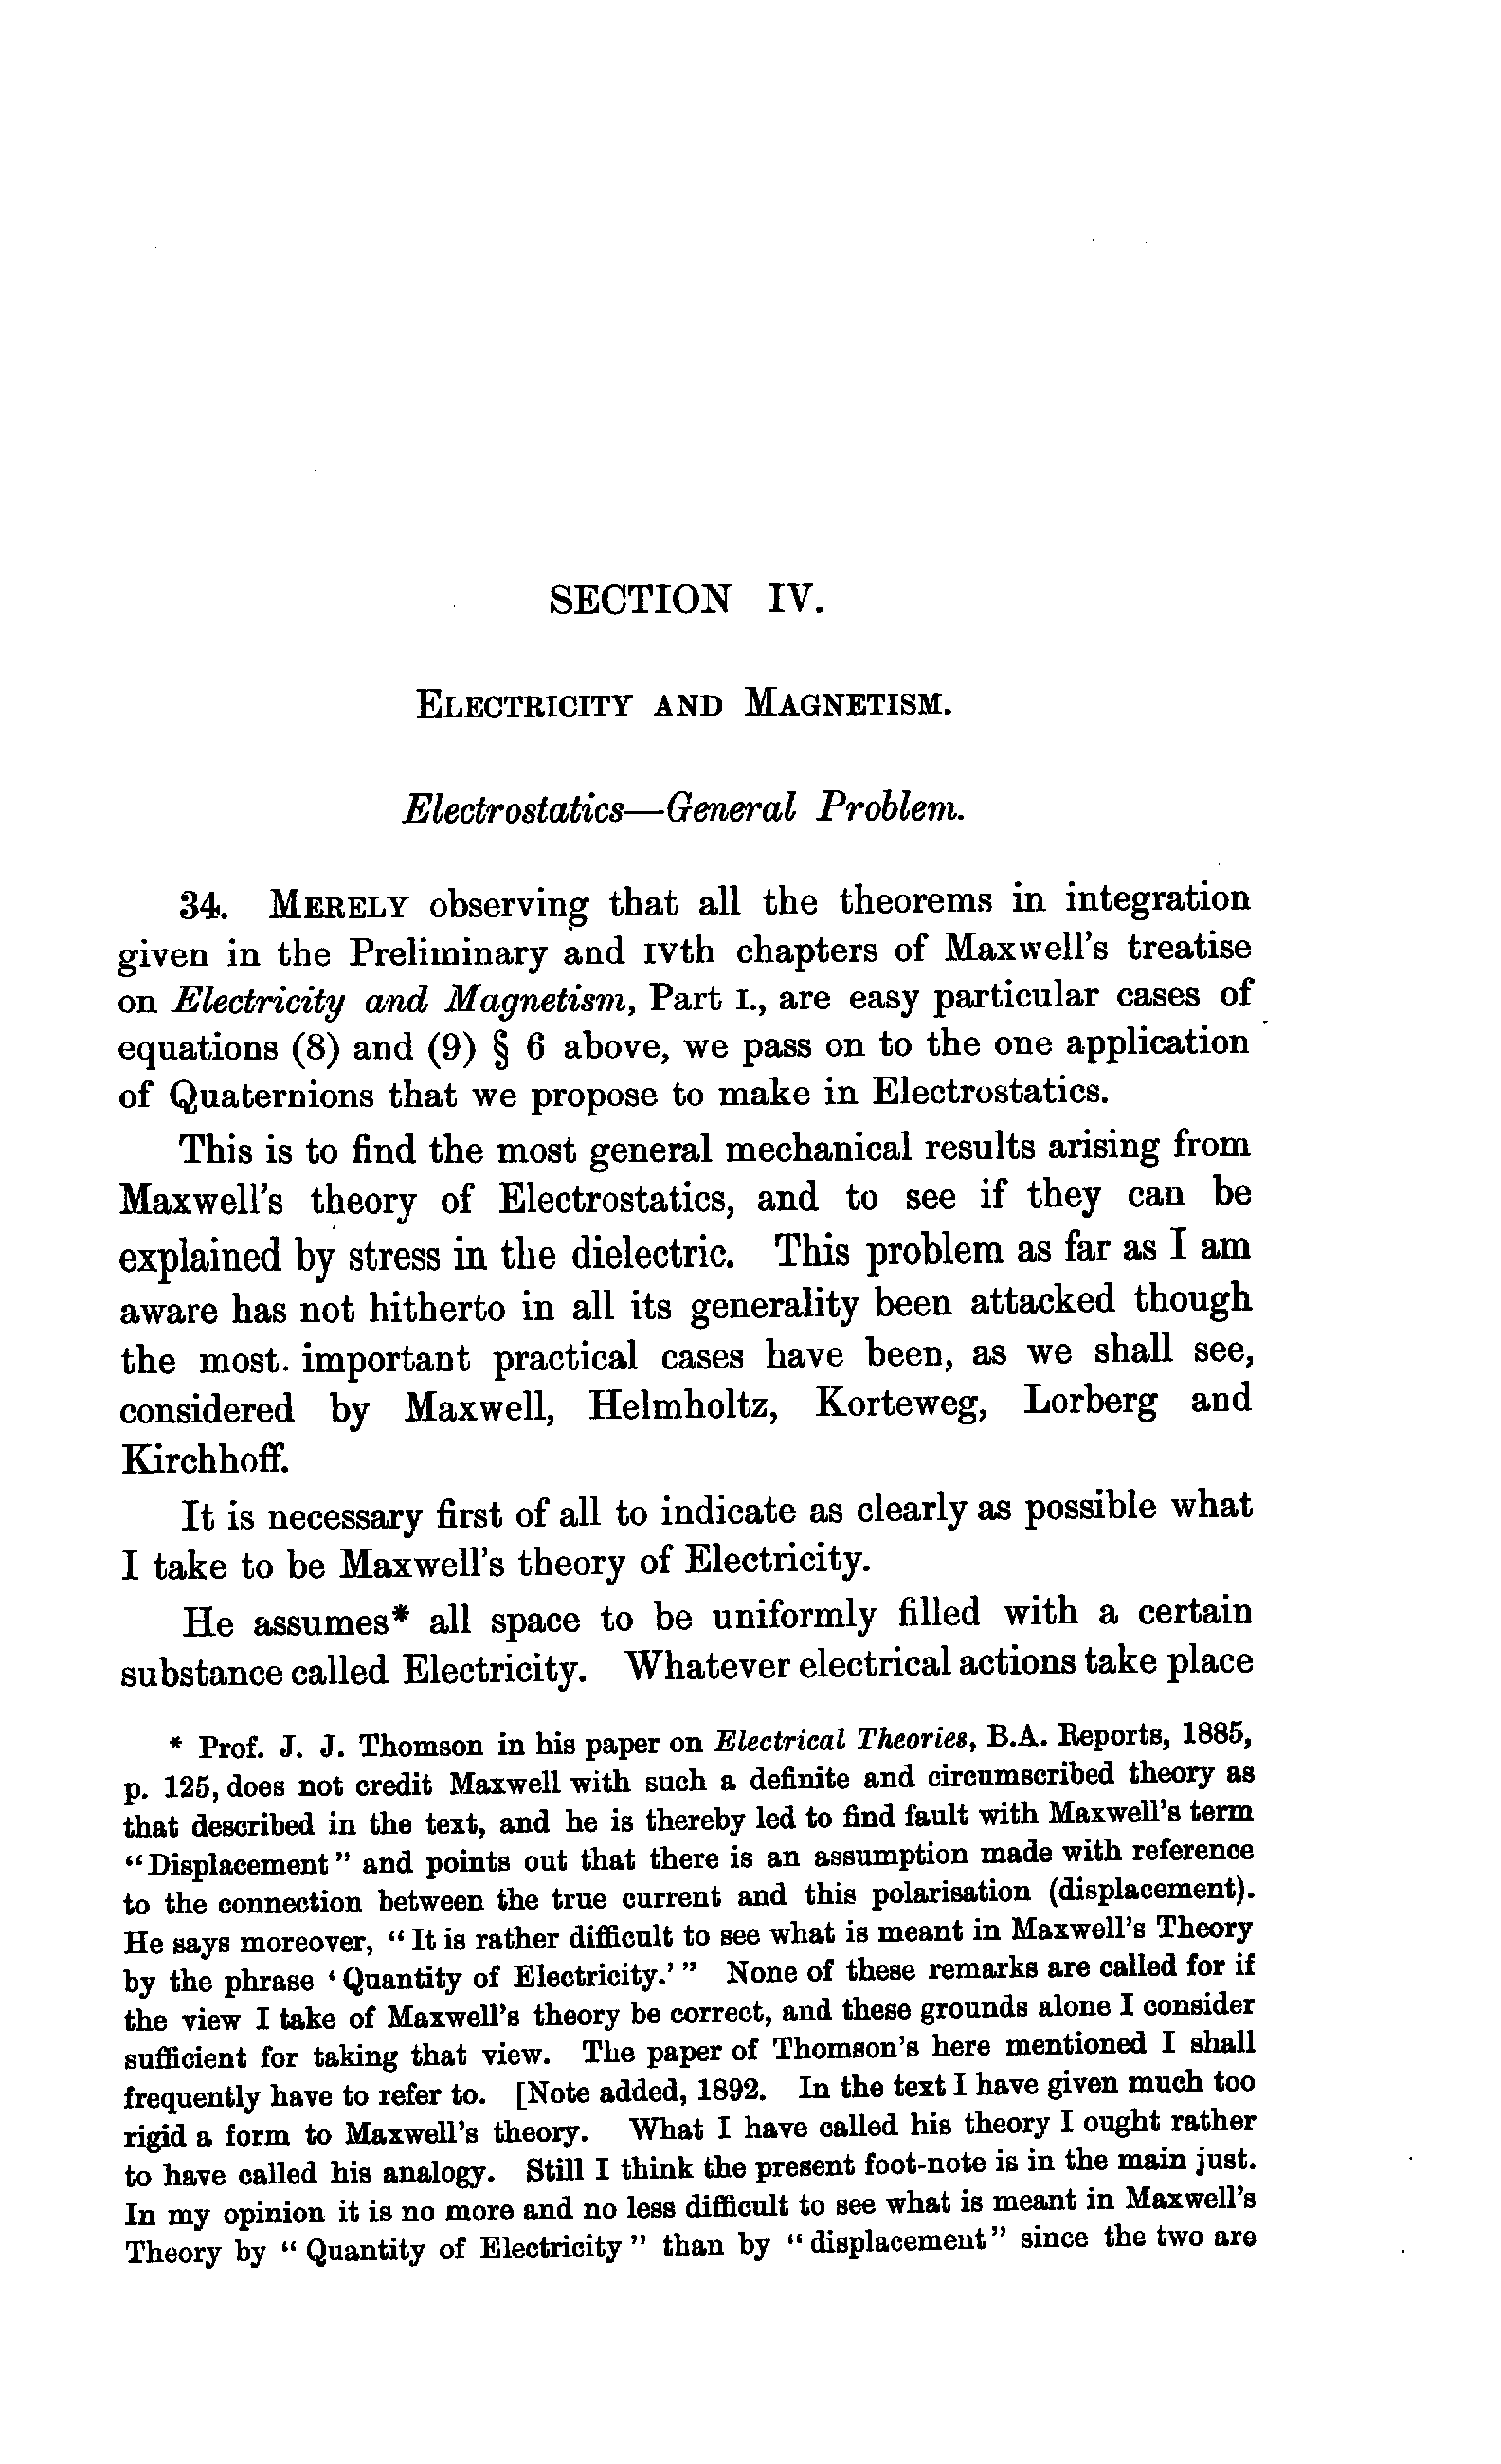 SECTION IV.
ELECTRICITY AND MAGNETISM.
Electrostatics—General Problem.
34. MERELY observing that all the theorems in integration
given in the Preliminary and IVth chapters of Maxwell's treatise
on Electricity and Magnetism, Part I., are easy particular cases of
equations (8) and (9) § 6 above, we pass on to the one application
of Quaternions that we propose to make in Electrostatics.
This is to find the most general mechanical results arising from
Maxwell's theory of Electrostatics, and to see if they can be
explained by stress in the dielectric. This problem as far as I am
aware has not hitherto in all its generality been attacked though
the most important practical cases have been, as we shall see,
considered by Maxwell, Helmholtz, Korteweg, Lorberg and
Kirchhoff.
It is necessary first of all to indicate as clearly as possible what
I take to be Maxwell's theory of Electricity.
He assumes* all space to be uniformly filled with a certain
substance called Electricity. Whatever electrical actions take place
* Prof. J. J. Thomson in his paper on Electrical Theories, B.A. Reports, 1885,
p. 125, does not credit Maxwell with such a definite and circumscribed theory as
that described in the text, and he is thereby led to find fault with Maxwell's term
"Displacement" and points out that there is an assumption made with reference
to the connection between the true current and this polarisation (displacement).
He says moreover, "It is rather difficult to see what is meant in Maxwell's Theory
by the phrase 'Quantity of Electricity.'" None of these remarks are called for if
the view I take of Maxwell's theory be correct, and these grounds alone I consider
sufficient for taking that view. The paper of Thomson's here mentioned I shall
frequently have to refer to. [Note added, 1892. In the text I have given much too
rigid a form to Maxwell's theory. What I have called his theory I ought rather
to have called his analogy. Still I think the present foot-note is in the main just.
In my opinion it is no more and no less difficult to see what is meant in Maxwell's
Theory by "Quantity of Electricity" than by "displacement" since the two are